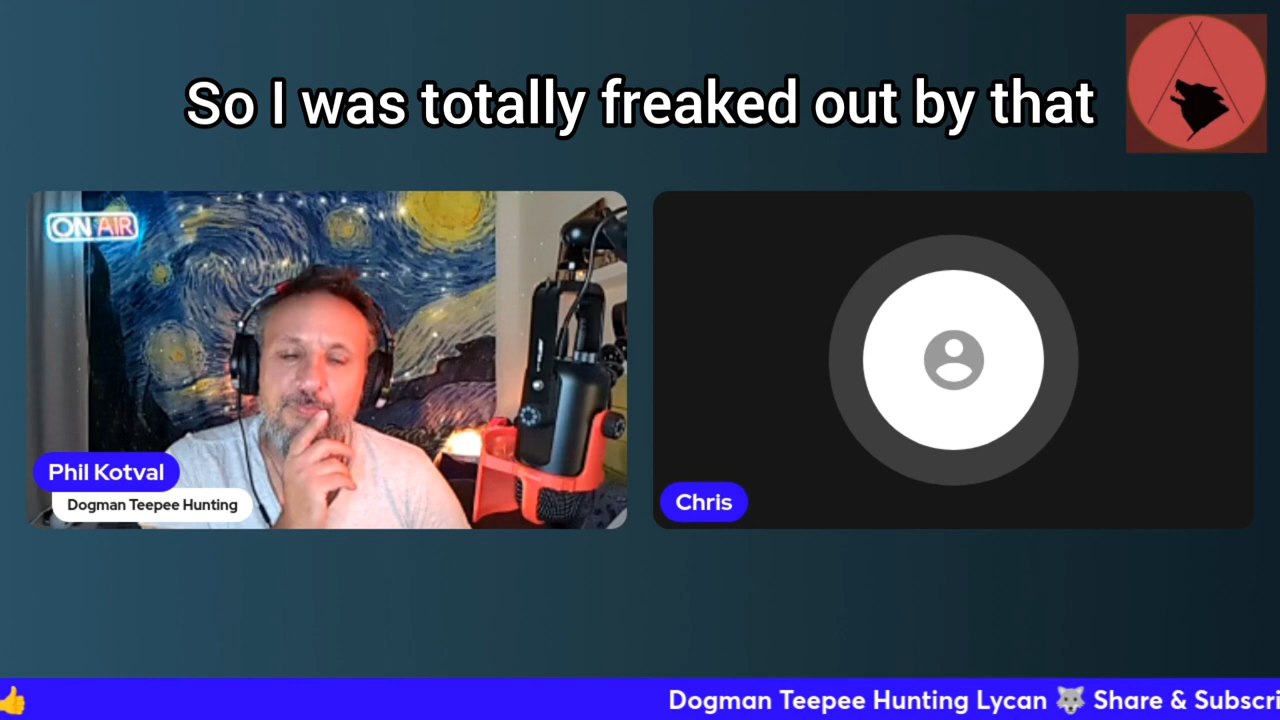 So I was totally freaked out by that
ON AIR
Phil Kotval
Dogman Teepee Hunting
Chris
👍 Dogman Teepee Hunting Lycan 🐺 Share & Subscri